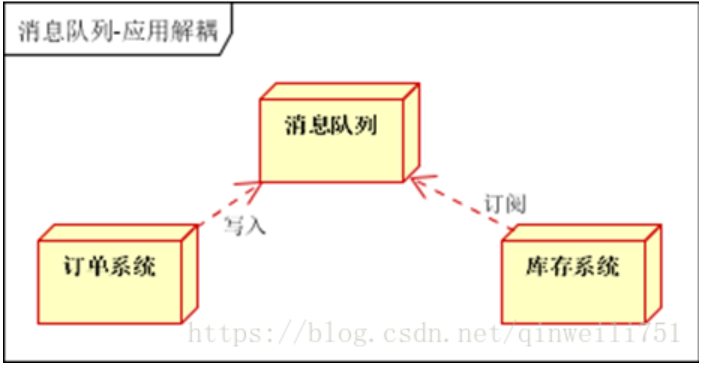 消息队列-应用解耦
消息队列
写入
订阅
订单系统
库存系统
https://blog.csdn.net/qinweili751